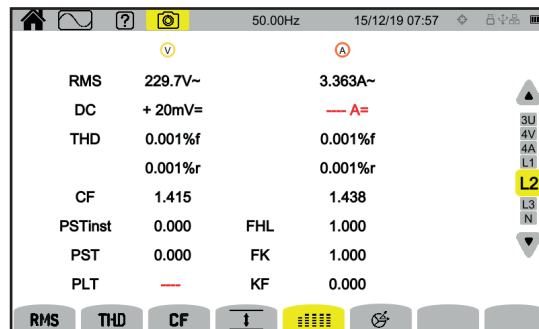 ? 50.00Hz 15/12/19 07:57
V A
RMS 229.7V~ 3.363A~
DC + 20mV= ---- A=
THD 0.001%f 0.001%f
0.001%r 0.001%r
CF 1.415 1.438
PSTinst 0.000 FHL 1.000
PST 0.000 FK 1.000
PLT ---- KF 0.000
3U
4V
4A
L1
L2
L3
N
RMS THD CF